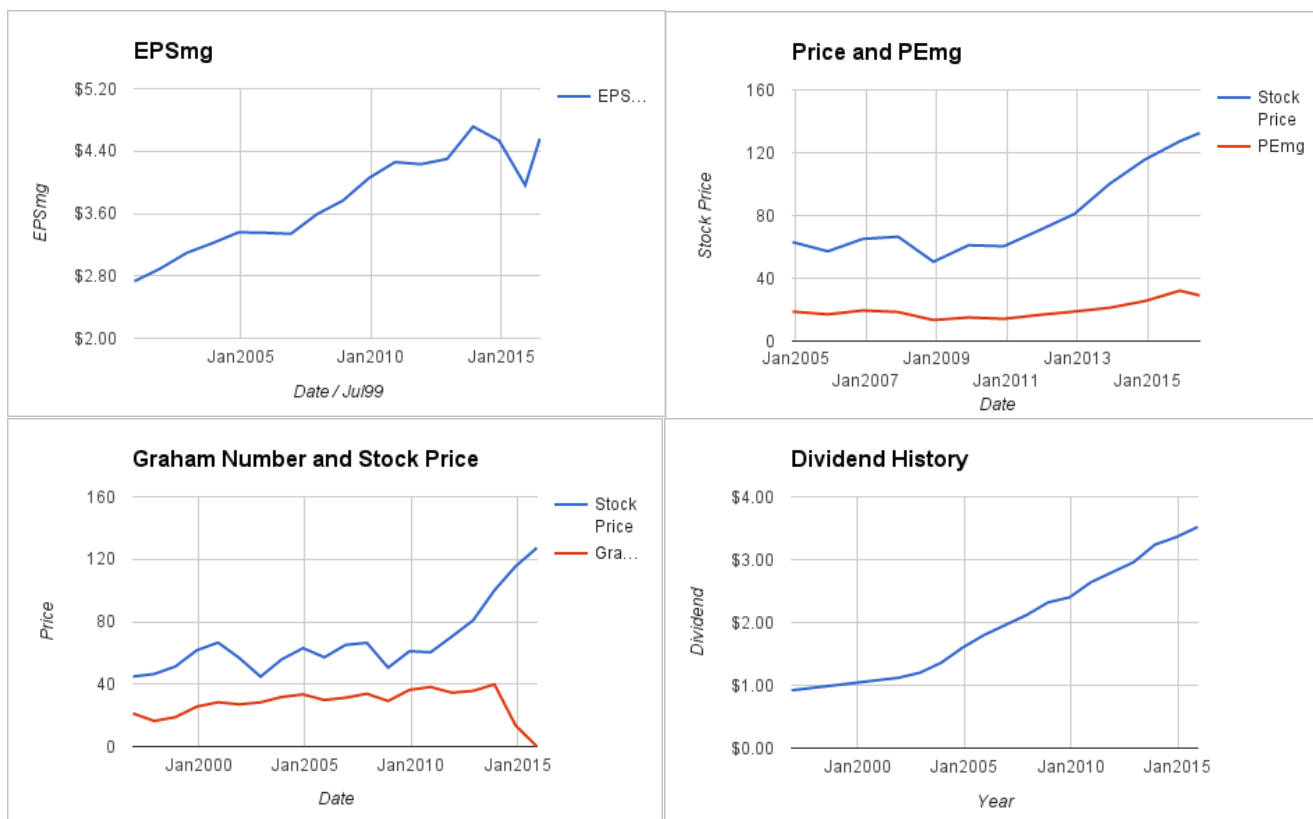 EPSmg
$5.20
$4.40
$3.60
$2.80
$2.00
EPSmg
Jan2005
Jan2010
Jan2015
Date / Jul99
EPS...
Price and PEmg
160
120
80
40
0
Stock Price
Jan2005
Jan2009
Jan2013
Jan2007
Jan2011
Jan2015
Date
Stock
Price
PEmg
Graham Number and Stock Price
160
120
80
40
0
Price
Jan2000
Jan2005
Jan2010
Jan2015
Date
Stock
Price
Gra...
Dividend History
$4.00
$3.00
$2.00
$1.00
$0.00
Dividend
Jan2000
Jan2005
Jan2010
Jan2015
Year